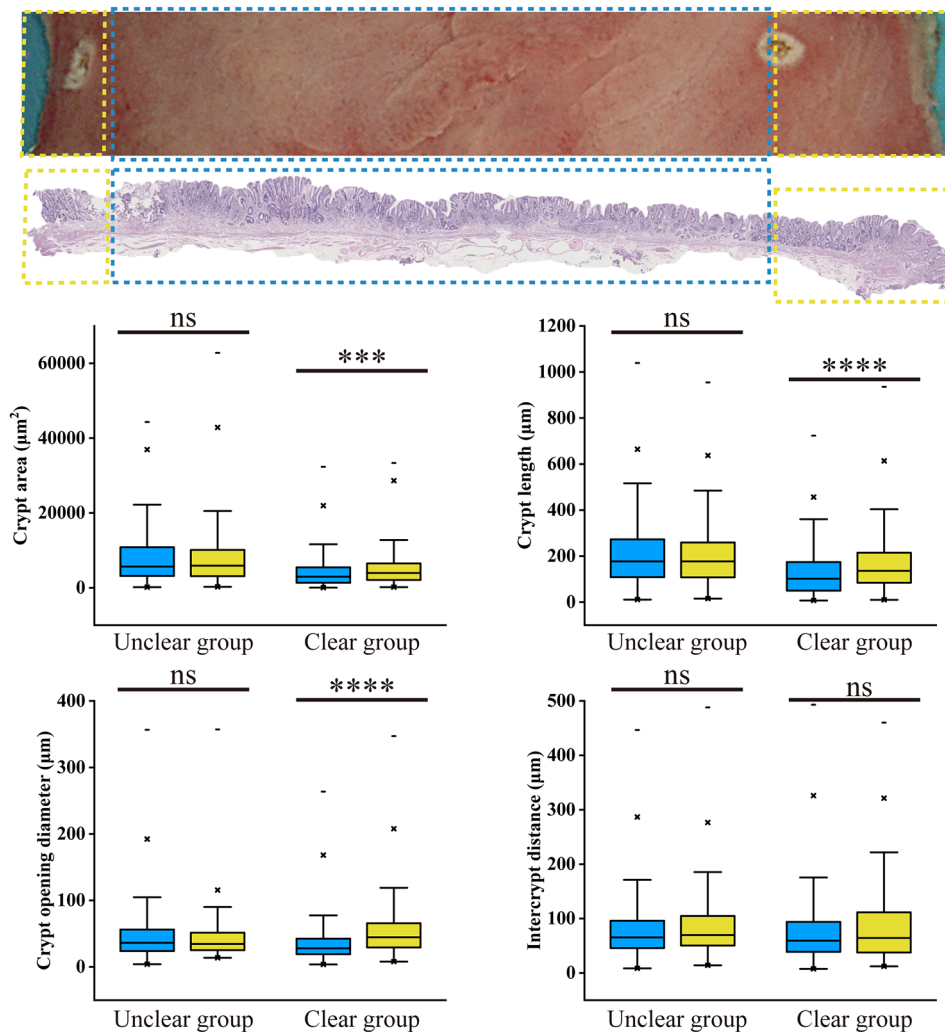 ns
***
60000
40000
20000
0
Crypt area (μm²)
Unclear group
Clear group
ns
****
1200
1000
800
600
400
200
0
Crypt length (μm)
Unclear group
Clear group
ns
****
400
300
200
100
0
Crypt opening diameter (μm)
Unclear group
Clear group
ns
ns
500
400
300
200
100
0
Intercrypt distance (μm)
Unclear group
Clear group